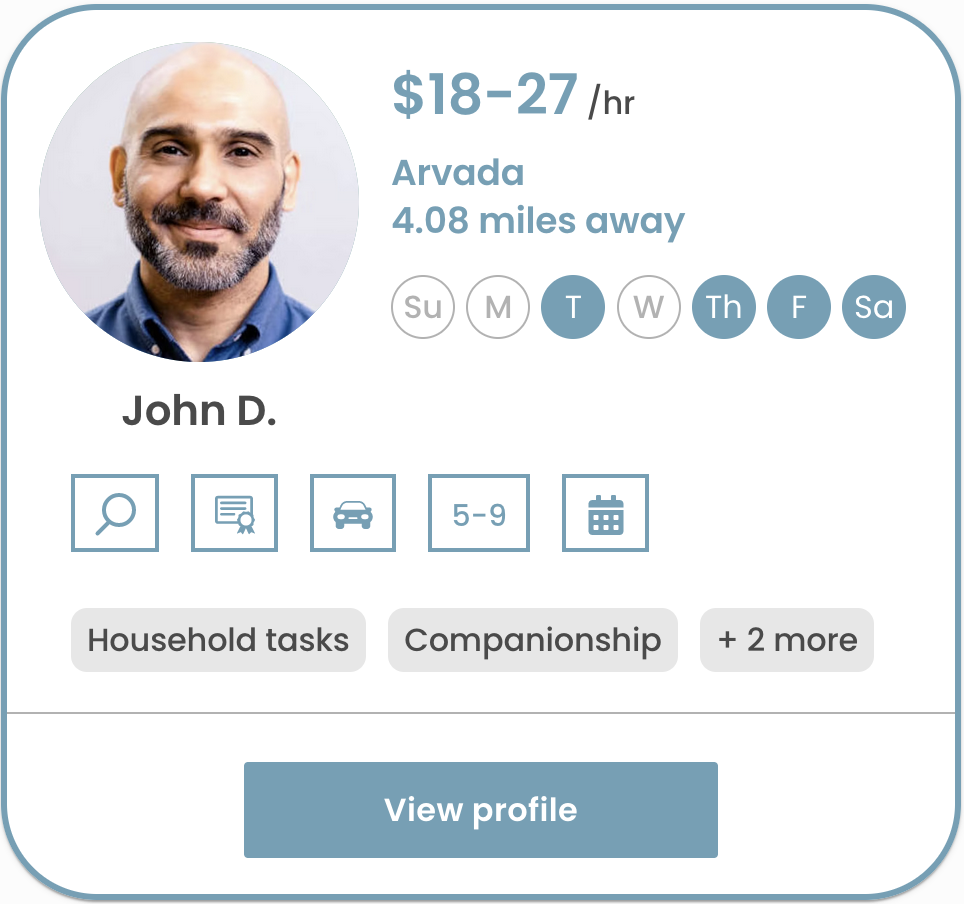 $18-27 /hr
Arvada
4.08 miles away
Su M T W Th F Sa
John D.
5-9
Household tasks Companionship + 2 more
View profile